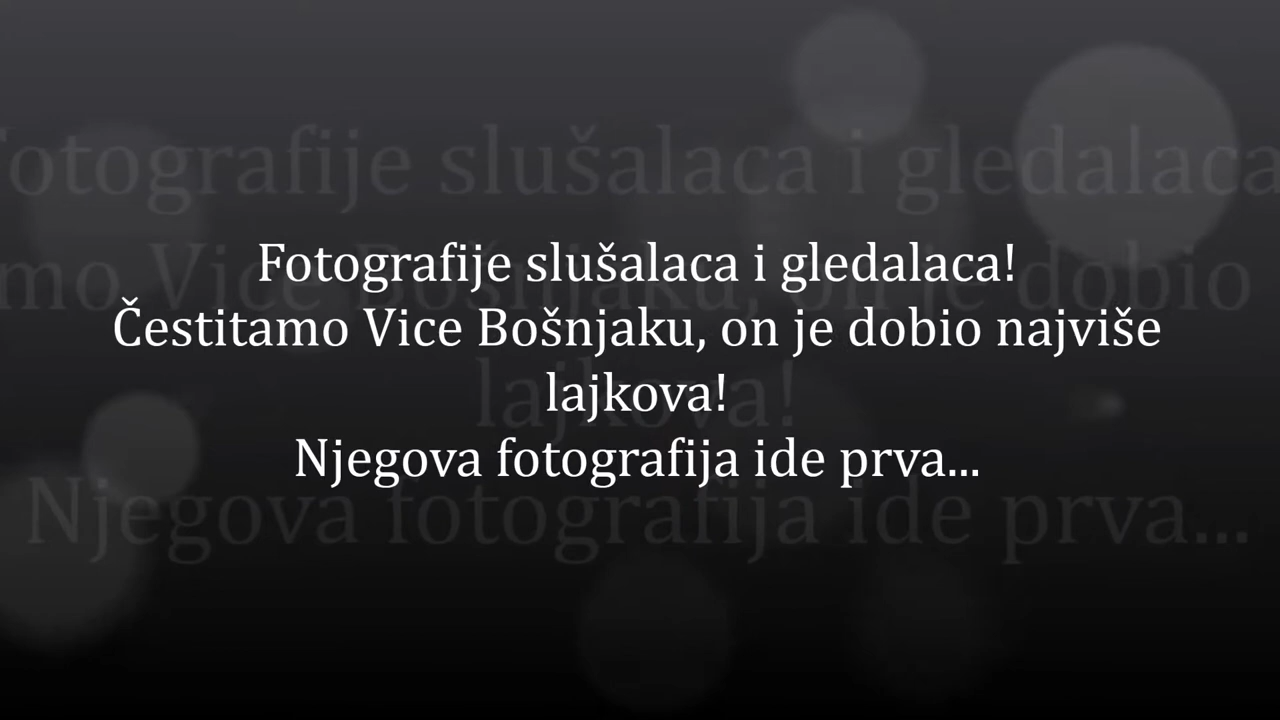 Fotografije slušalaca i gledalaca!
Čestitamo Vice Bošnjaku, on je dobio najviše
lajkova!
Njegova fotografija ide prva...